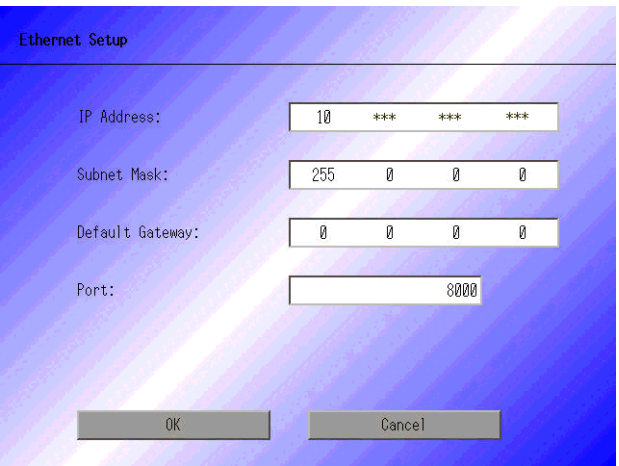 Ethernet Setup
IP Address: 10 *** *** ***
Subnet Mask: 255 0 0 0
Default Gateway: 0 0 0 0
Port: 8000
OK Cancel